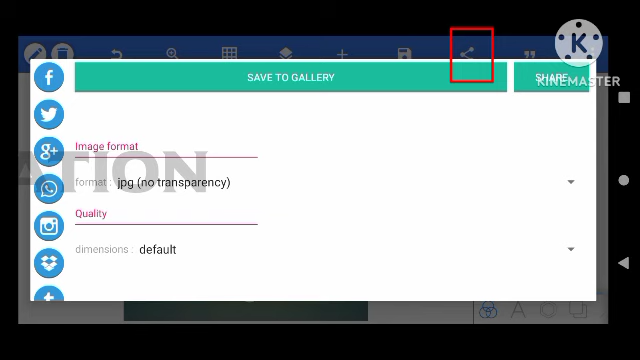 K
SAVE TO GALLERY
SHARE
KINEMASTER
Image format
ATION
format : jpg (no transparency)
Quality
dimensions : default